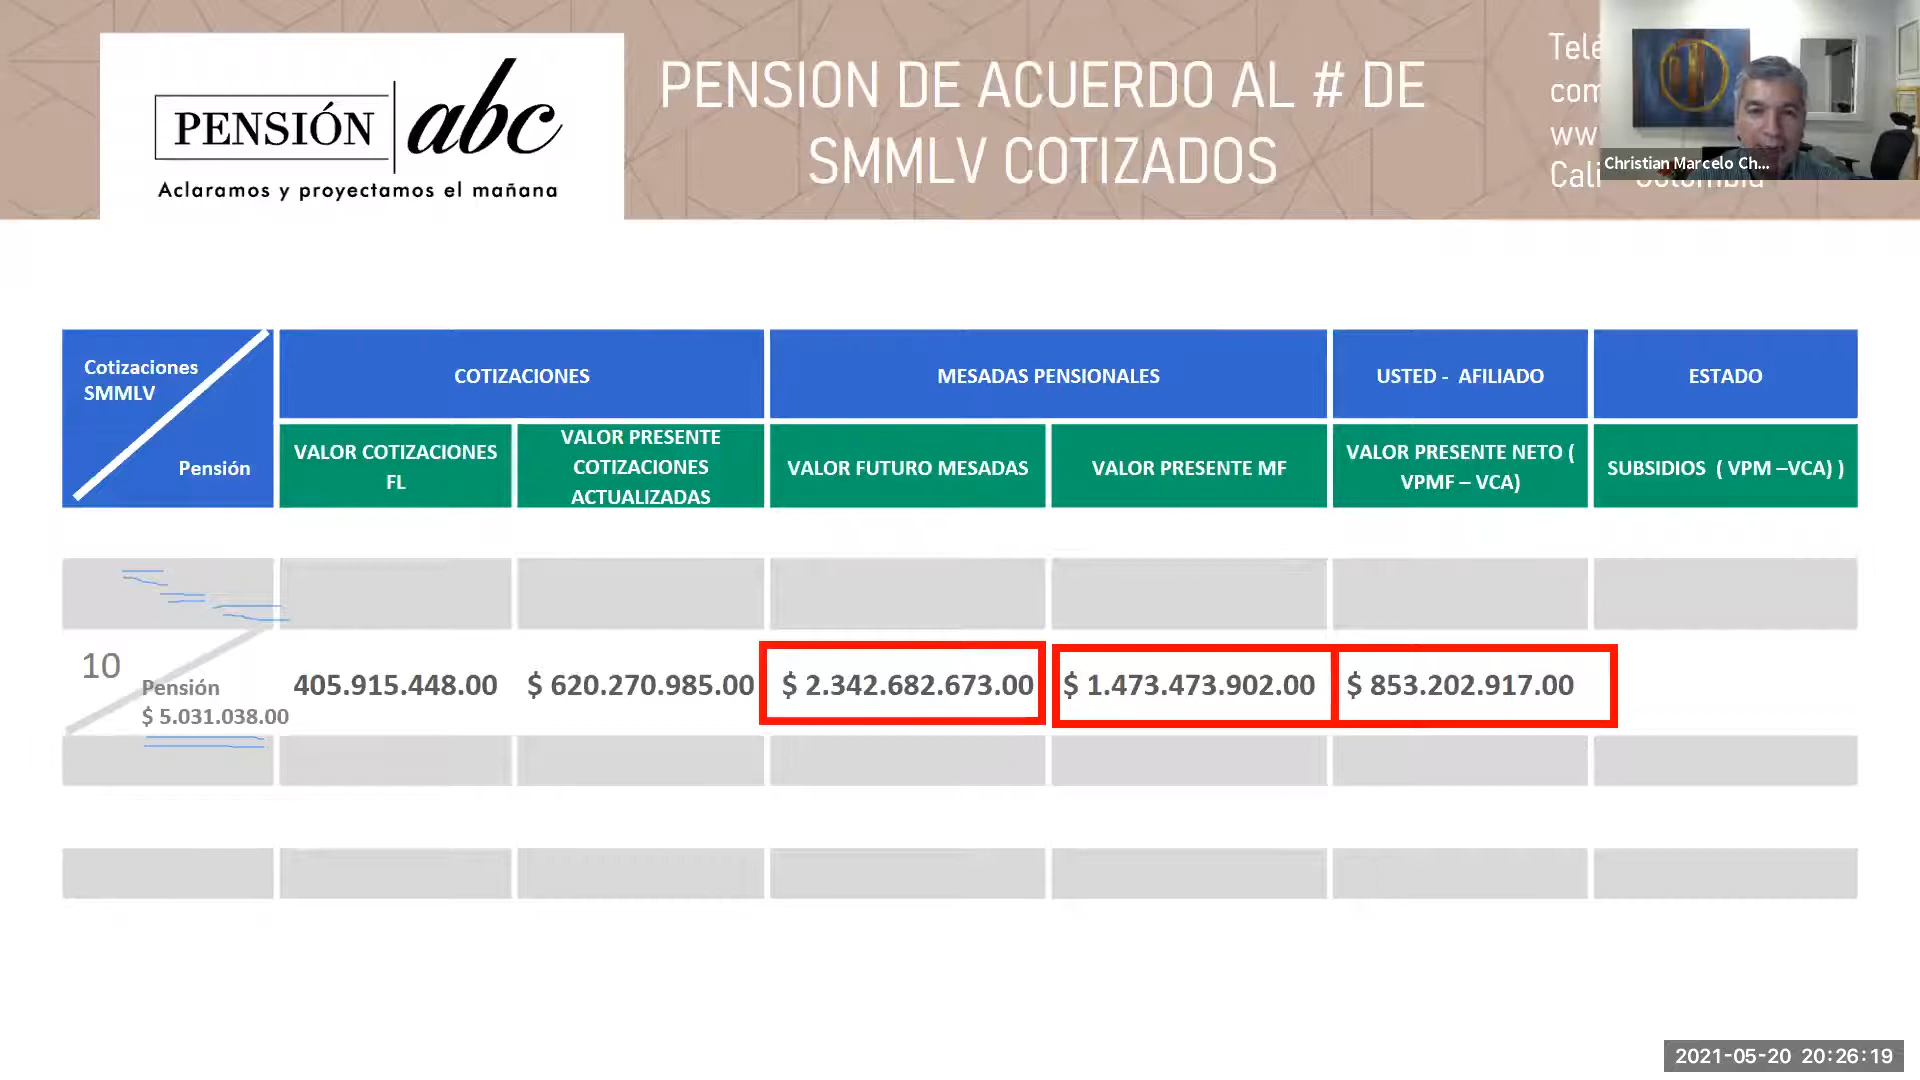 PENSIÓN abc
Aclaramos y proyectamos el mañana
PENSION DE ACUERDO AL # DE
SMMLV COTIZADOS
Christian Marcelo Ch...
Cali
Cotizaciones
SMMLV
Pensión
COTIZACIONES
MESADAS PENSIONALES
USTED - AFILIADO
ESTADO
VALOR COTIZACIONES
FL
VALOR PRESENTE
COTIZACIONES
ACTUALIZADAS
VALOR FUTURO MESADAS
VALOR PRESENTE MF
VALOR PRESENTE NETO (
VPMF – VCA)
SUBSIDIOS ( VPM –VCA) )
10
Pensión
$ 5.031.038.00
405.915.448.00
$ 620.270.985.00
$ 2.342.682.673.00
$ 1.473.473.902.00
$ 853.202.917.00
2021-05-20 20:26:19